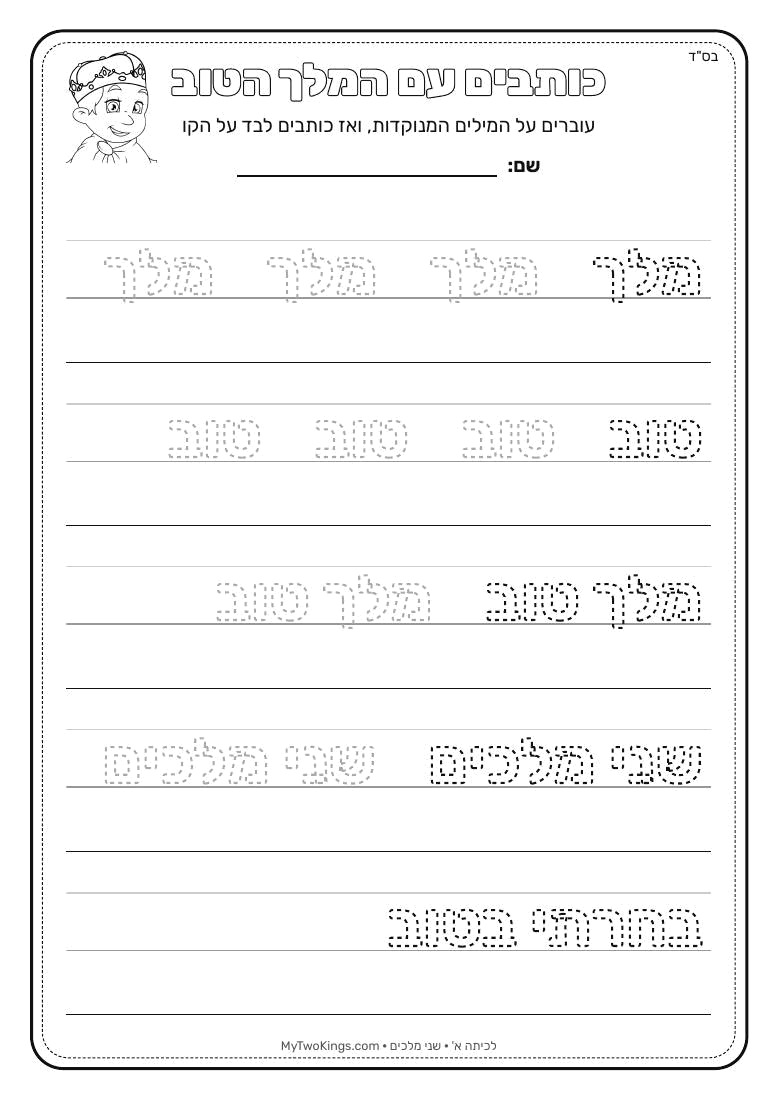 בס"ד
כותבים עם המלך הטוב
עוברים על המילים המנוקדות, ואז כותבים לבד על הקו
שם:
מלך מלך מלך מלך
טוב טוב טוב טוב
מלך טוב מלך טוב
שני מלכים שני מלכים
בחרתי בטוב
לכיתה א' • שני מלכים • MyTwoKings.com